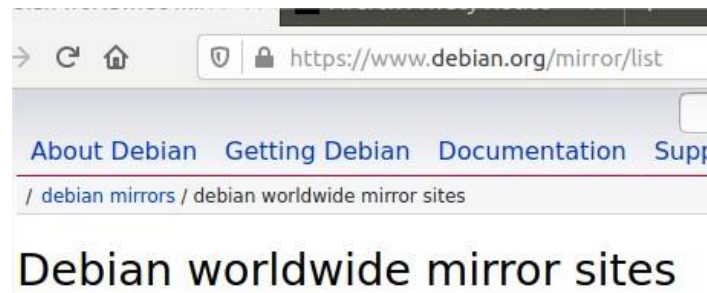 https://www.debian.org/mirror/list
About Debian Getting Debian Documentation
/ debian mirrors / debian worldwide mirror sites
Debian worldwide mirror sites